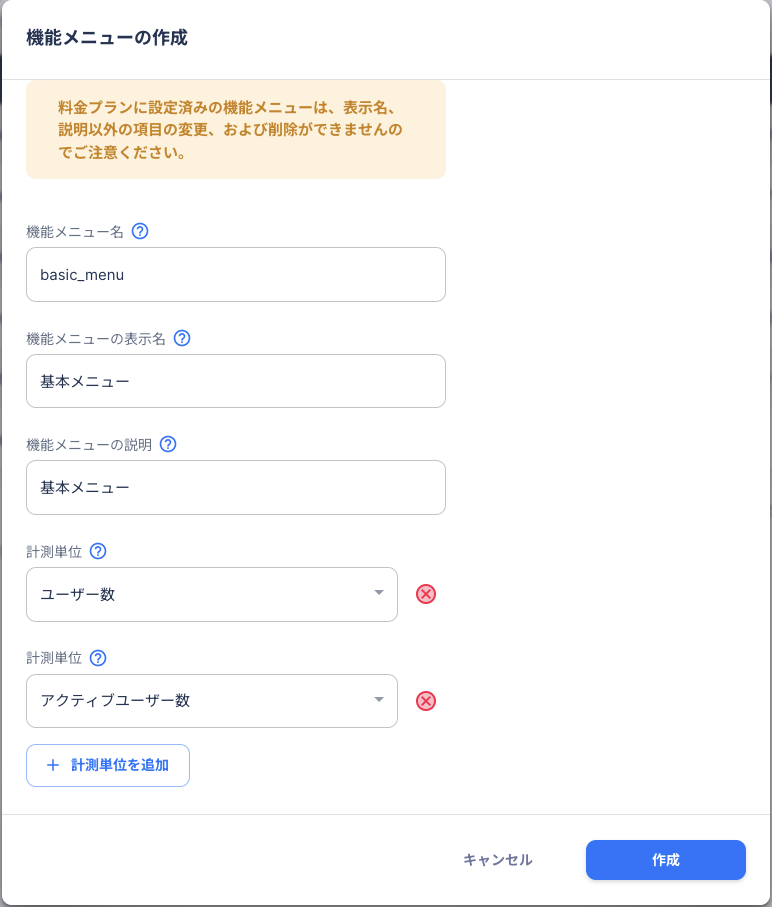 機能メニューの作成
料金プランに設定済みの機能メニューは、表示名、
説明以外の項目の変更、および削除ができませんの
でご注意ください。
機能メニュー名 ?
basic_menu
機能メニューの表示名 ?
基本メニュー
機能メニューの説明 ?
基本メニュー
計測単位 ?
ユーザー数
計測単位 ?
アクティブユーザー数
+ 計測単位を追加
キャンセル
作成